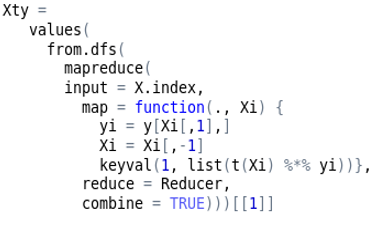 Xty =
values(
from.dfs(
mapreduce(
input = X.index,
map = function(., Xi) {
yi = y[Xi[,1],]
Xi = Xi[,-1]
keyval(1, list(t(Xi) %*% yi))},
reduce = Reducer,
combine = TRUE)))[[1]]